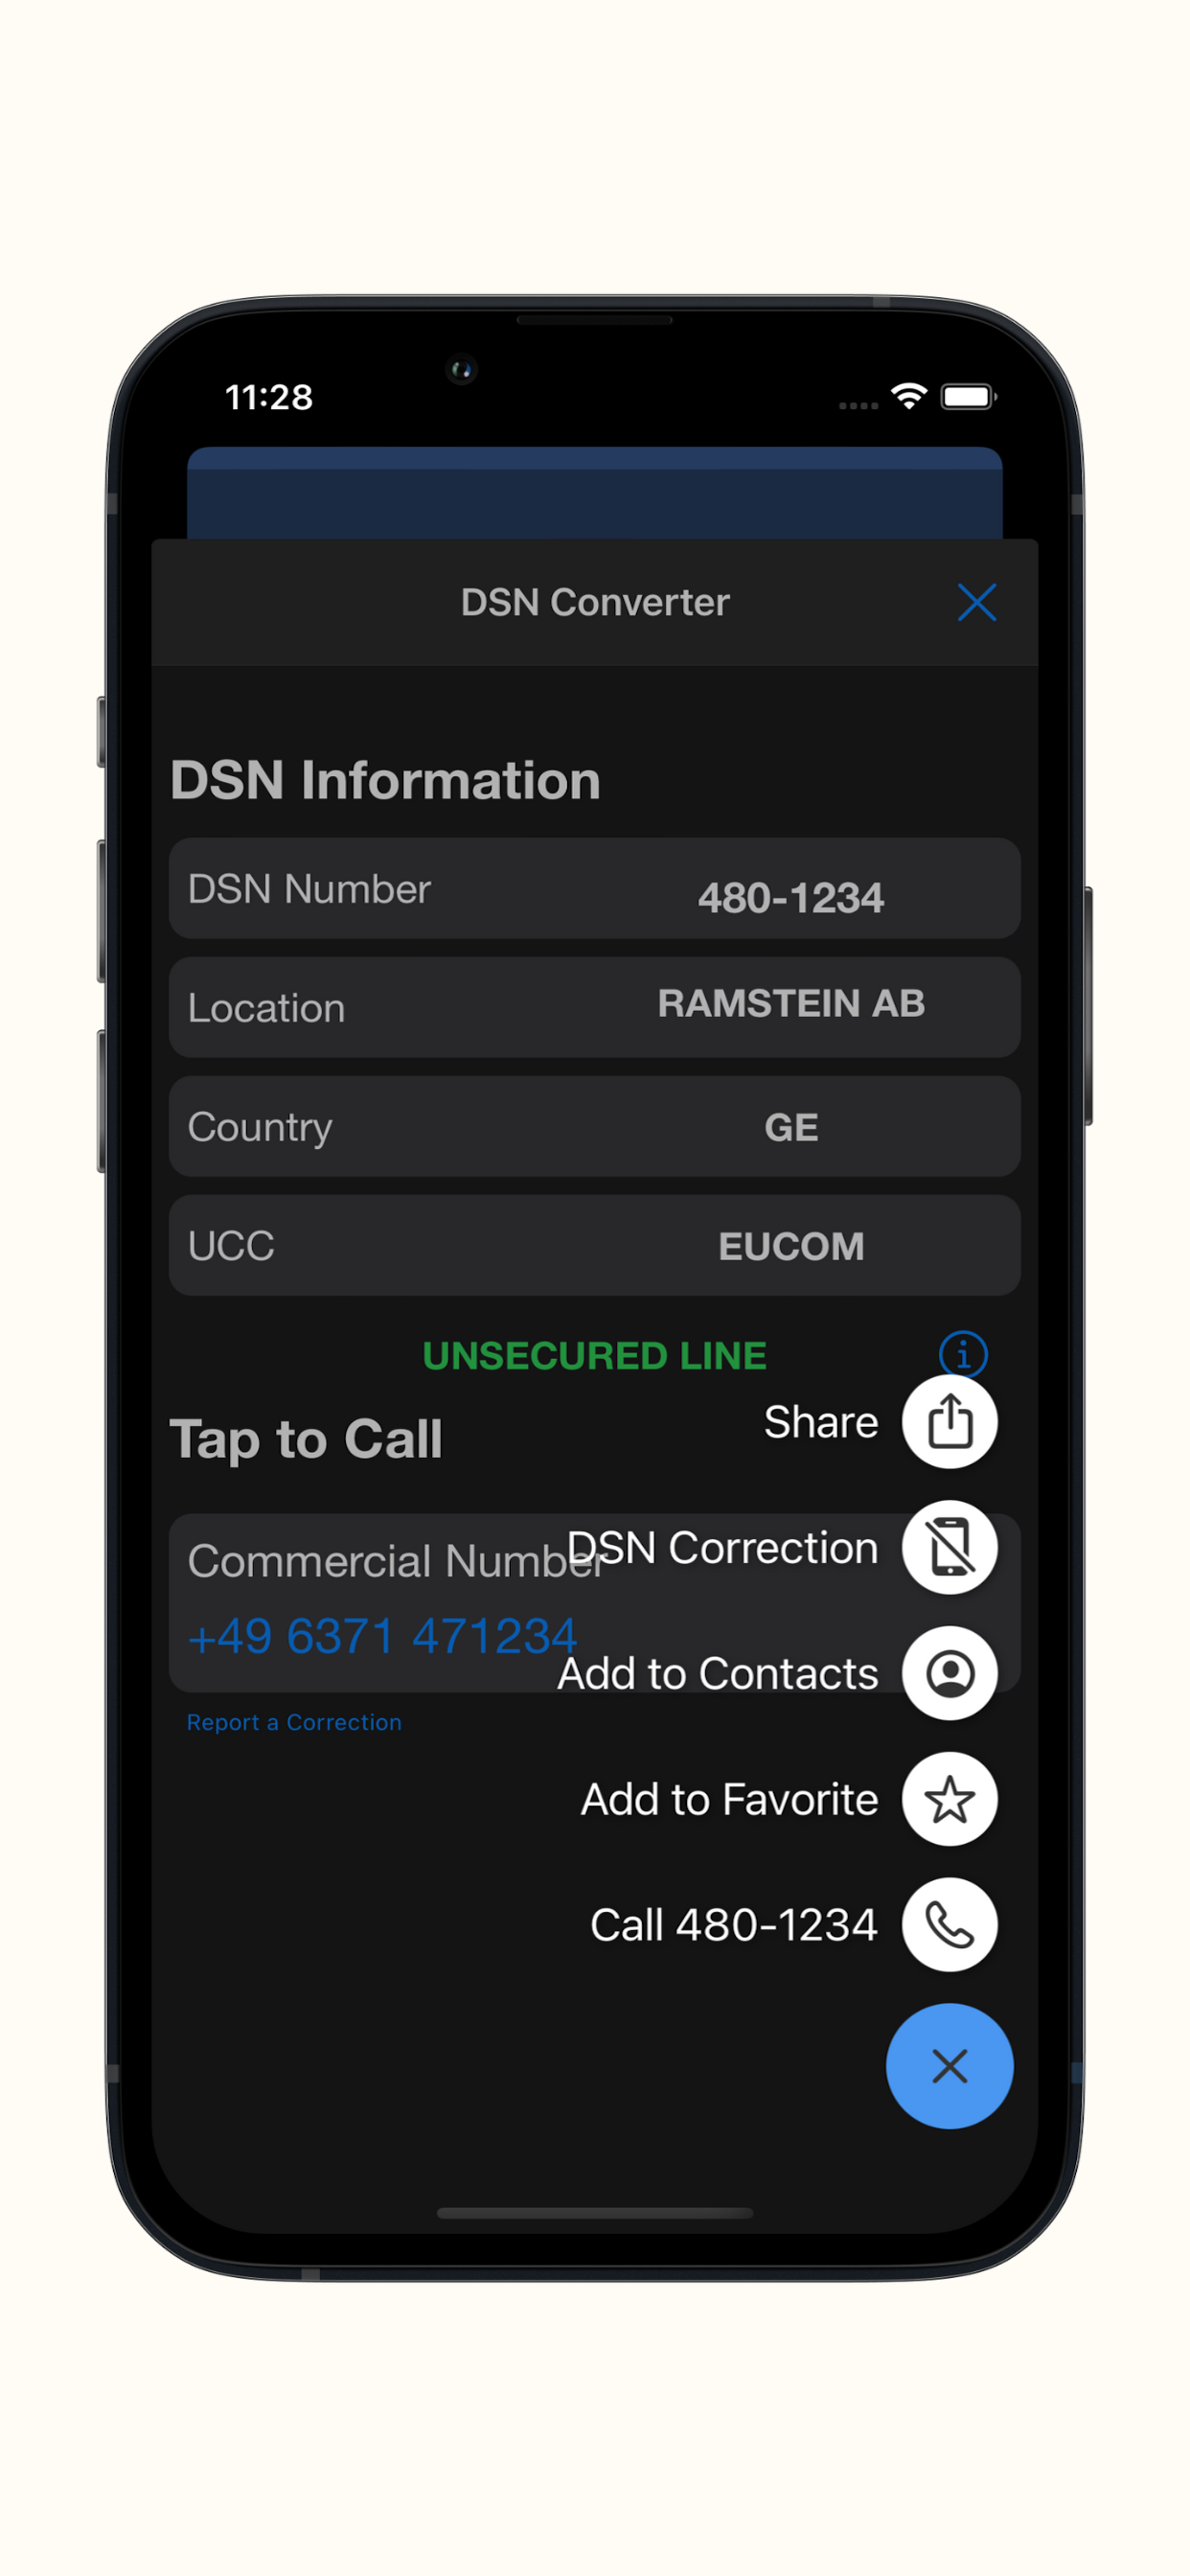 11:28
DSN Converter
DSN Information
DSN Number 480-1234
Location RAMSTEIN AB
Country GE
UCC EUCOM
UNSECURED LINE
Share
Tap to Call
DSN Correction
Commercial Number
+49 6371 471234
Add to Contacts
Report a Correction
Add to Favorite
Call 480-1234